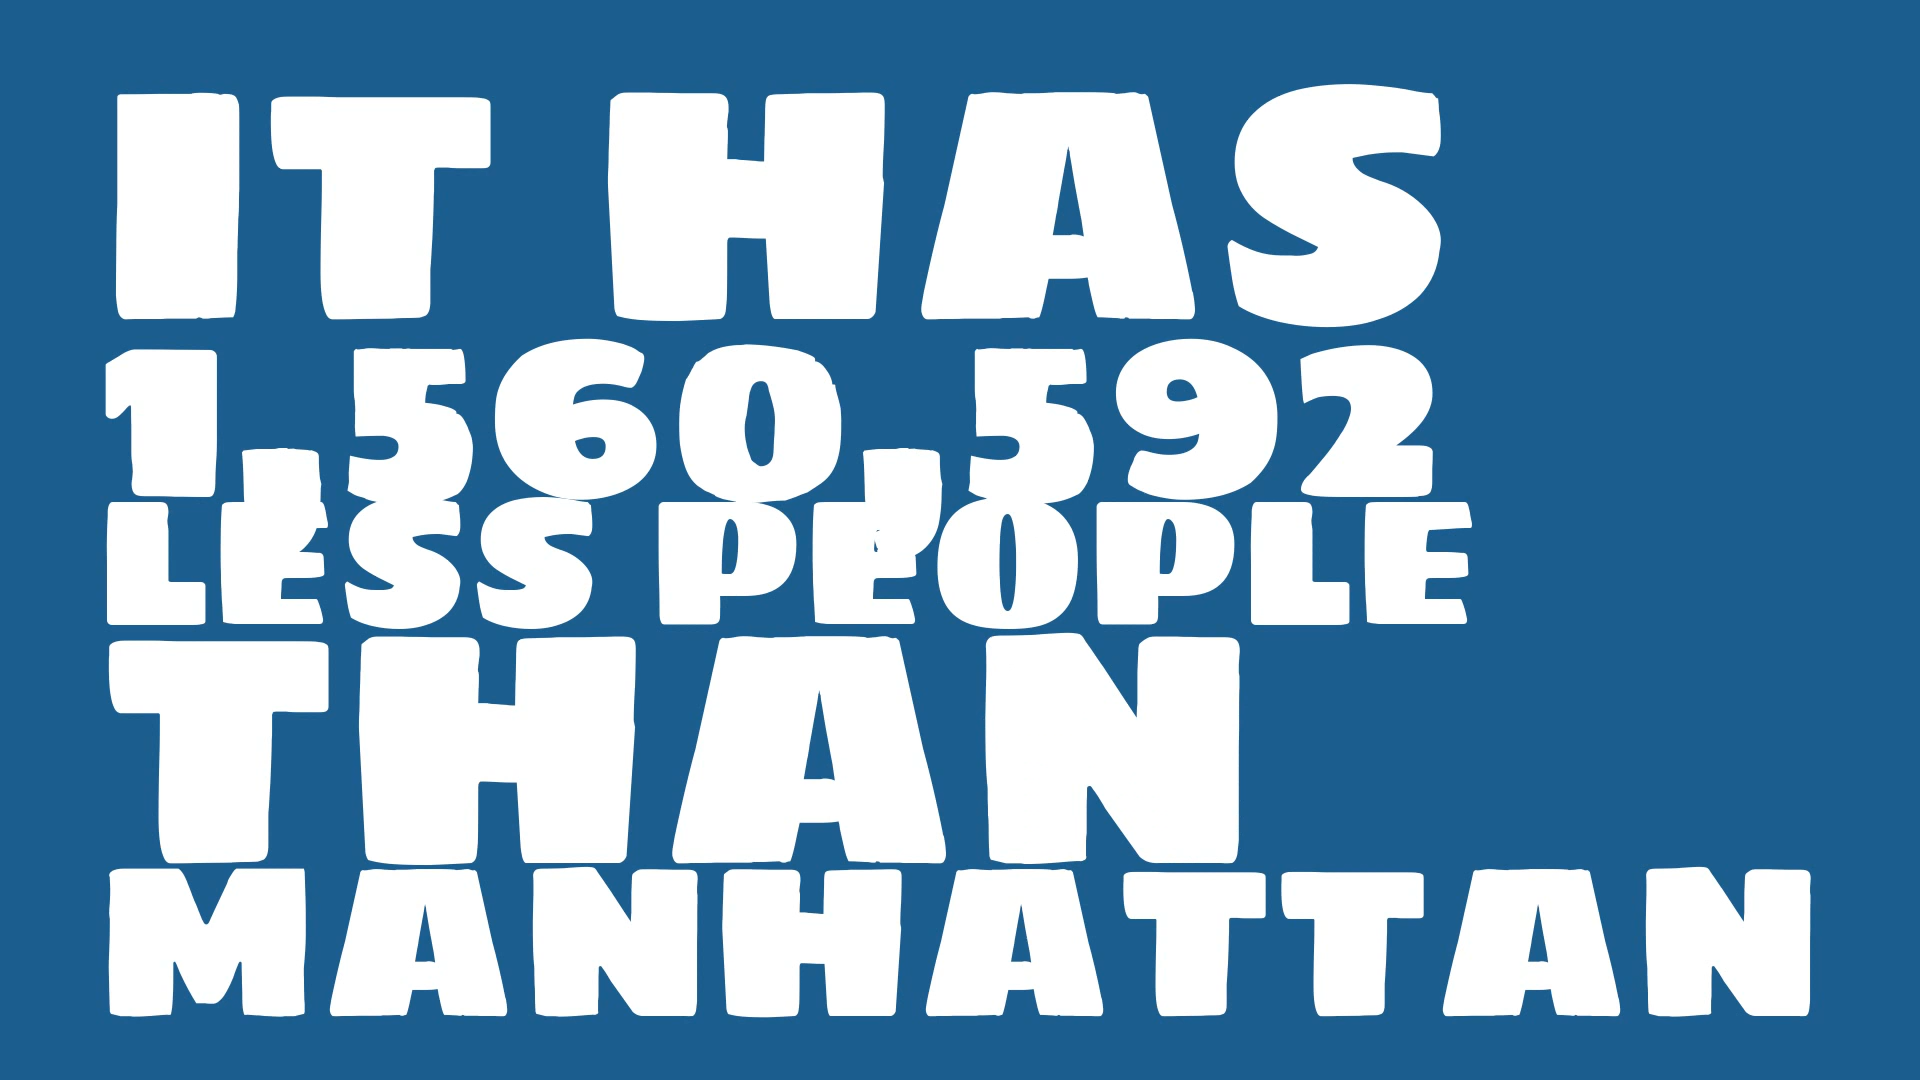 IT HAS
1,560,592
LESS PEOPLE
THAN
MANHATTAN